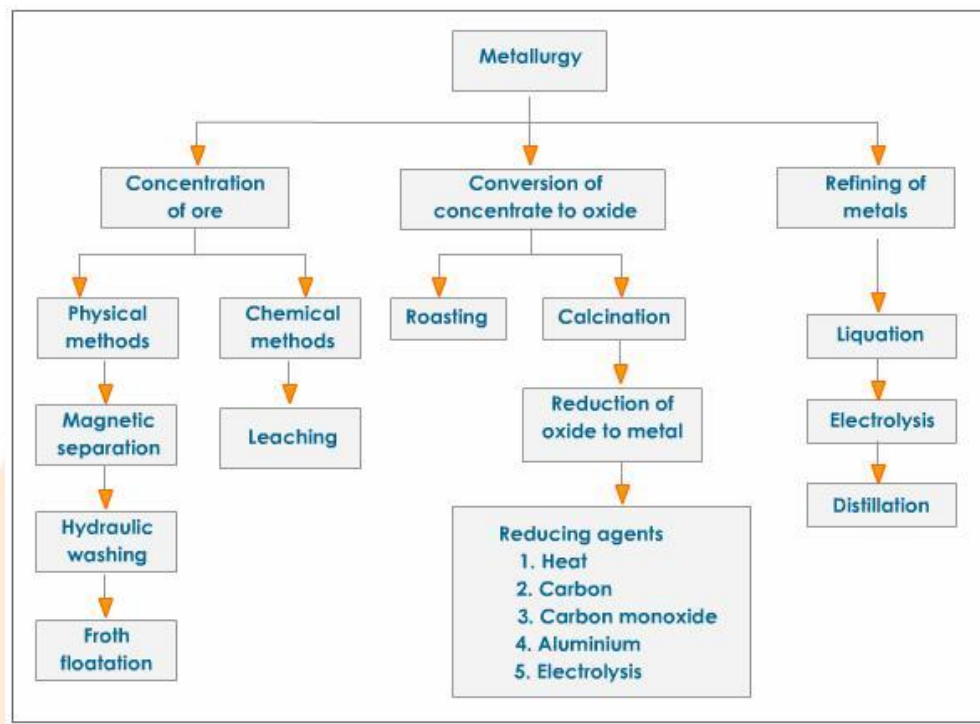 Metallurgy
Concentration
of ore
Conversion of
concentrate to oxide
Refining of
metals
Physical
methods
Chemical
methods
Roasting
Calcination
Liquation
Magnetic
separation
Leaching
Reduction of
oxide to metal
Electrolysis
Hydraulic
washing
Distillation
Reducing agents
1. Heat
2. Carbon
3. Carbon monoxide
4. Aluminium
5. Electrolysis
Froth
floatation